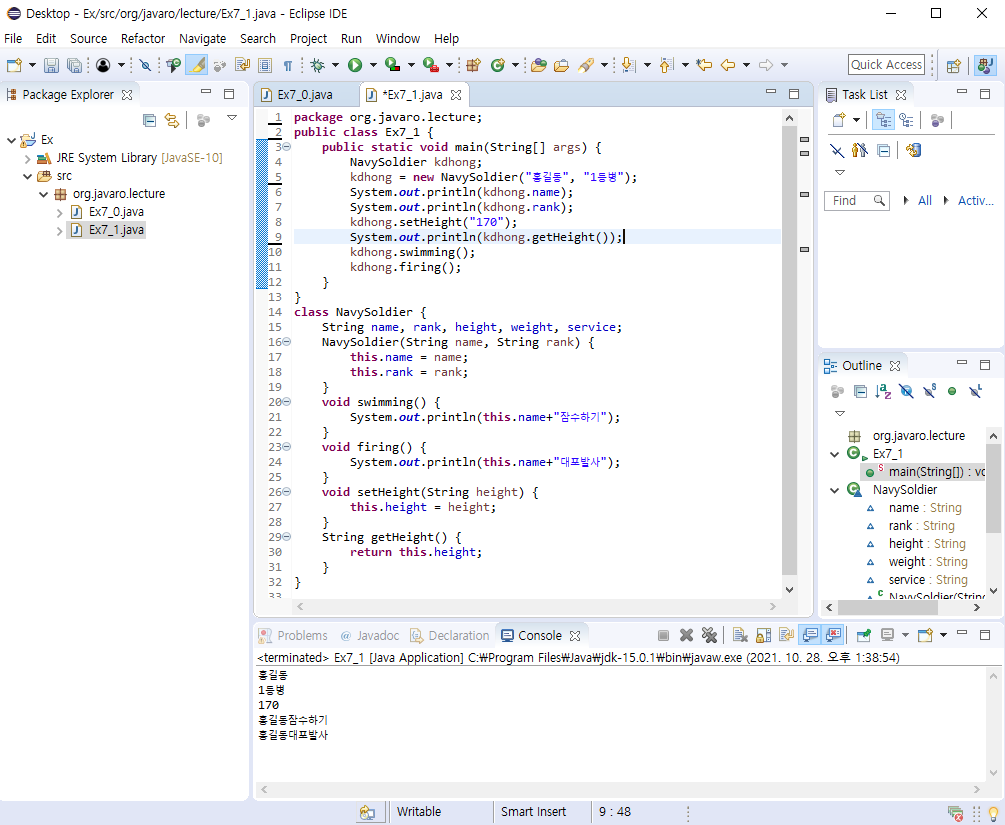 Desktop - Ex/src/org/javaro/lecture/Ex7_1.java - Eclipse IDE
File Edit Source Refactor Navigate Search Project Run Window Help
Quick Access
Package Explorer
Ex
JRE System Library [JavaSE-10]
src
org.javaro.lecture
Ex7_0.java
Ex7_1.java
Ex7_0.java *Ex7_1.java
1 package org.javaro.lecture;
2 public class Ex7_1 {
3 public static void main(String[] args) {
4 NavySoldier kdhong;
5 kdhong = new NavySoldier("홍길동", "1등병");
6 System.out.println(kdhong.name);
7 System.out.println(kdhong.rank);
8 kdhong.setHeight("170");
9 System.out.println(kdhong.getHeight());
10 kdhong.swimming();
11 kdhong.firing();
12 }
13 }
14 class NavySoldier {
15 String name, rank, height, weight, service;
16 NavySoldier(String name, String rank) {
17 this.name = name;
18 this.rank = rank;
19 }
20 void swimming() {
21 System.out.println(this.name+"잠수하기");
22 }
23 void firing() {
24 System.out.println(this.name+"대포발사");
25 }
26 void setHeight(String height) {
27 this.height = height;
28 }
29 String getHeight() {
30 return this.height;
31 }
32 }
33
Task List
Find All Activ...
Outline
org.javaro.lecture
Ex7_1
main(String[]) : vo
NavySoldier
name : String
rank : String
height : String
weight : String
service : String
NavySoldier(String
Problems @ Javadoc Declaration Console
<terminated> Ex7_1 [Java Application] C:₩Program Files₩Java₩jdk-15.0.1₩bin₩javaw.exe (2021. 10. 28. 오후 1:38:54)
홍길동
1등병
170
홍길동잠수하기
홍길동대포발사
Writable Smart Insert 9 : 48